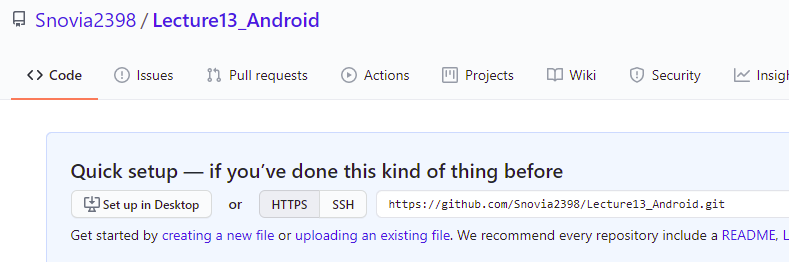 Snovia2398 / Lecture13_Android
Code Issues Pull requests Actions Projects Wiki Security
Quick setup — if you've done this kind of thing before
Set up in Desktop or HTTPS SSH https://github.com/Snovia2398/Lecture13_Android.git
Get started by creating a new file or uploading an existing file. We recommend every repository include a README,